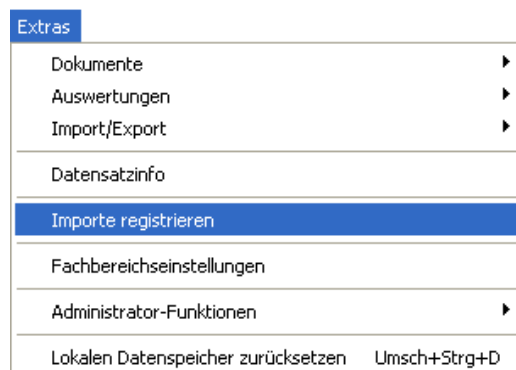 Extras
Dokumente
Auswertungen
Import/Export
Datensatzinfo
Importe registrieren
Fachbereichseinstellungen
Administrator-Funktionen
Lokalen Datenspeicher zurücksetzen Umsch+Strg+D